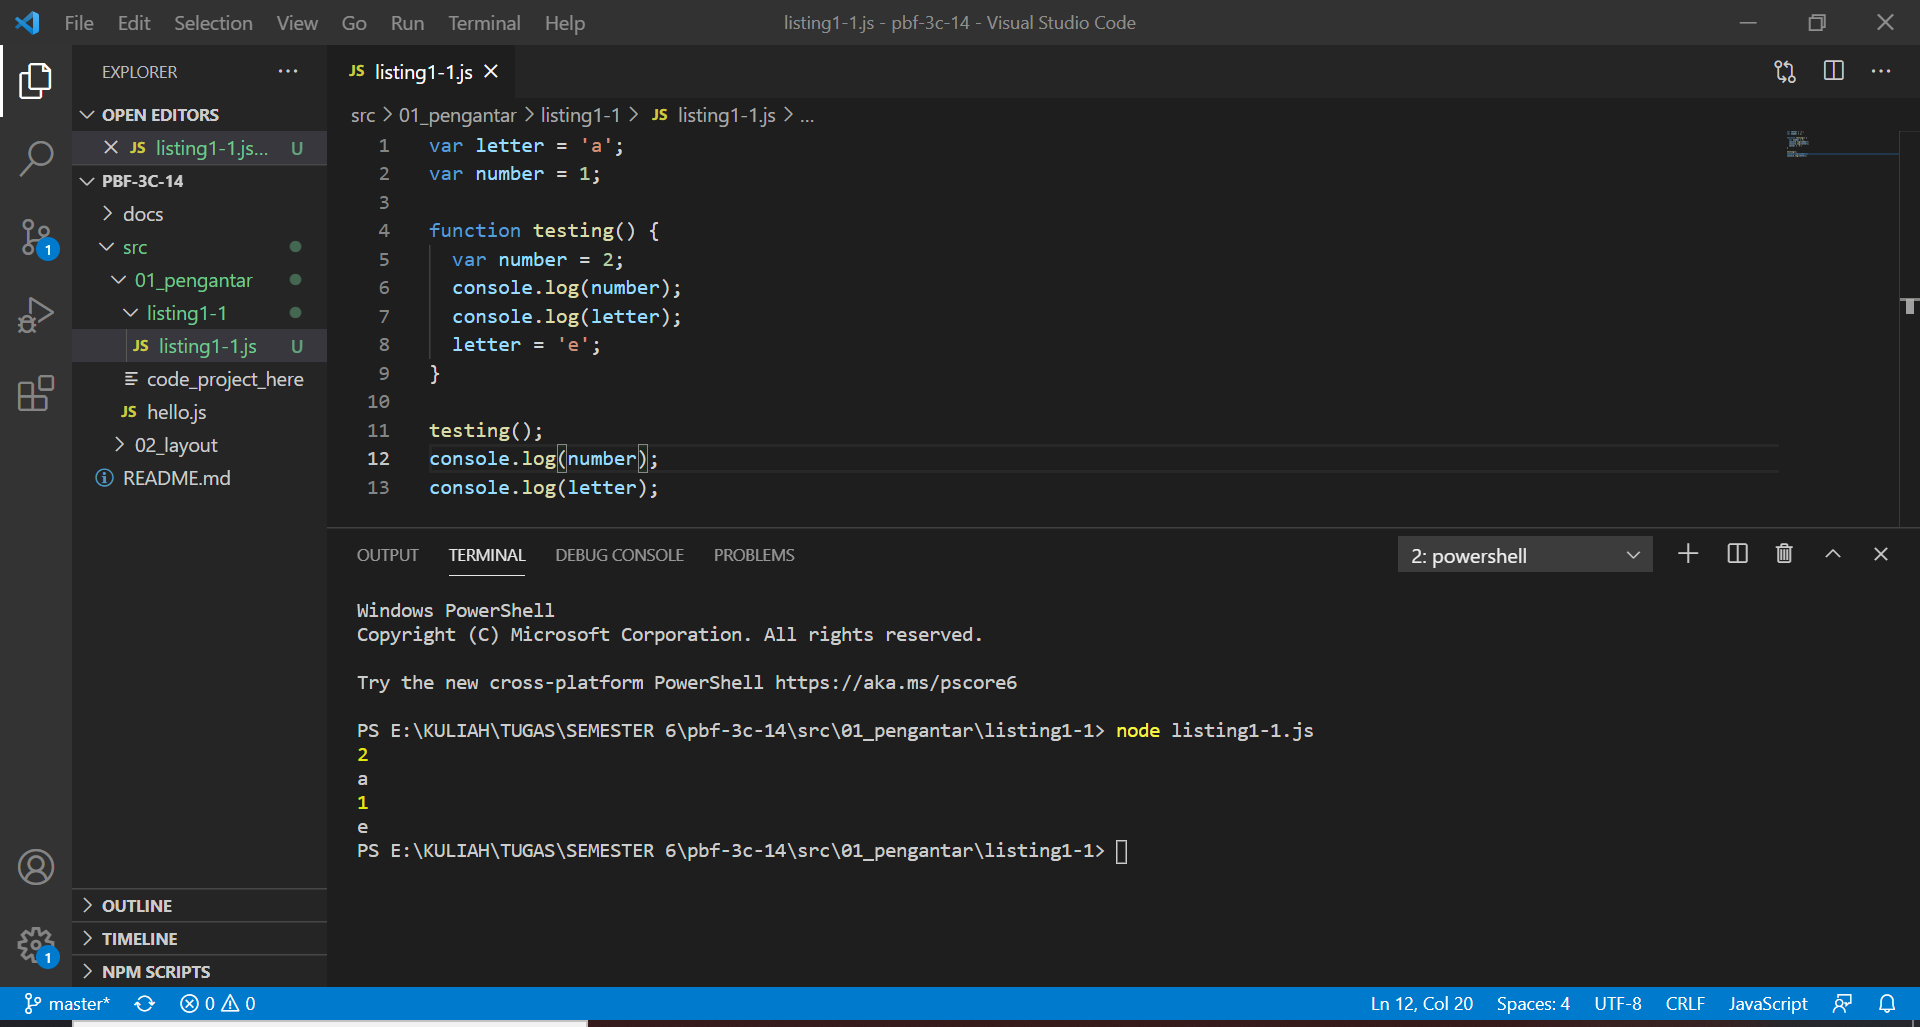 File Edit Selection View Go Run Terminal Help
listing1-1.js - pbf-3c-14 - Visual Studio Code
EXPLORER
OPEN EDITORS
JS listing1-1.js... U
PBF-3C-14
docs
src
01_pengantar
listing1-1
JS listing1-1.js U
code_project_here
JS hello.js
02_layout
README.md
OUTLINE
TIMELINE
NPM SCRIPTS
1
1
JS listing1-1.js
src > 01_pengantar > listing1-1 > JS listing1-1.js > ...
1 var letter = 'a';
2 var number = 1;
3
4 function testing() {
5 var number = 2;
6 console.log(number);
7 console.log(letter);
8 letter = 'e';
9 }
10
11 testing();
12 console.log(number);
13 console.log(letter);
OUTPUT TERMINAL DEBUG CONSOLE PROBLEMS
2: powershell
Windows PowerShell
Copyright (C) Microsoft Corporation. All rights reserved.
Try the new cross-platform PowerShell https://aka.ms/pscore6
PS E:\KULIAH\TUGAS\SEMESTER 6\pbf-3c-14\src\01_pengantar\listing1-1> node listing1-1.js
2
a
1
e
PS E:\KULIAH\TUGAS\SEMESTER 6\pbf-3c-14\src\01_pengantar\listing1-1>
master* 0 0 Ln 12, Col 20 Spaces: 4 UTF-8 CRLF JavaScript